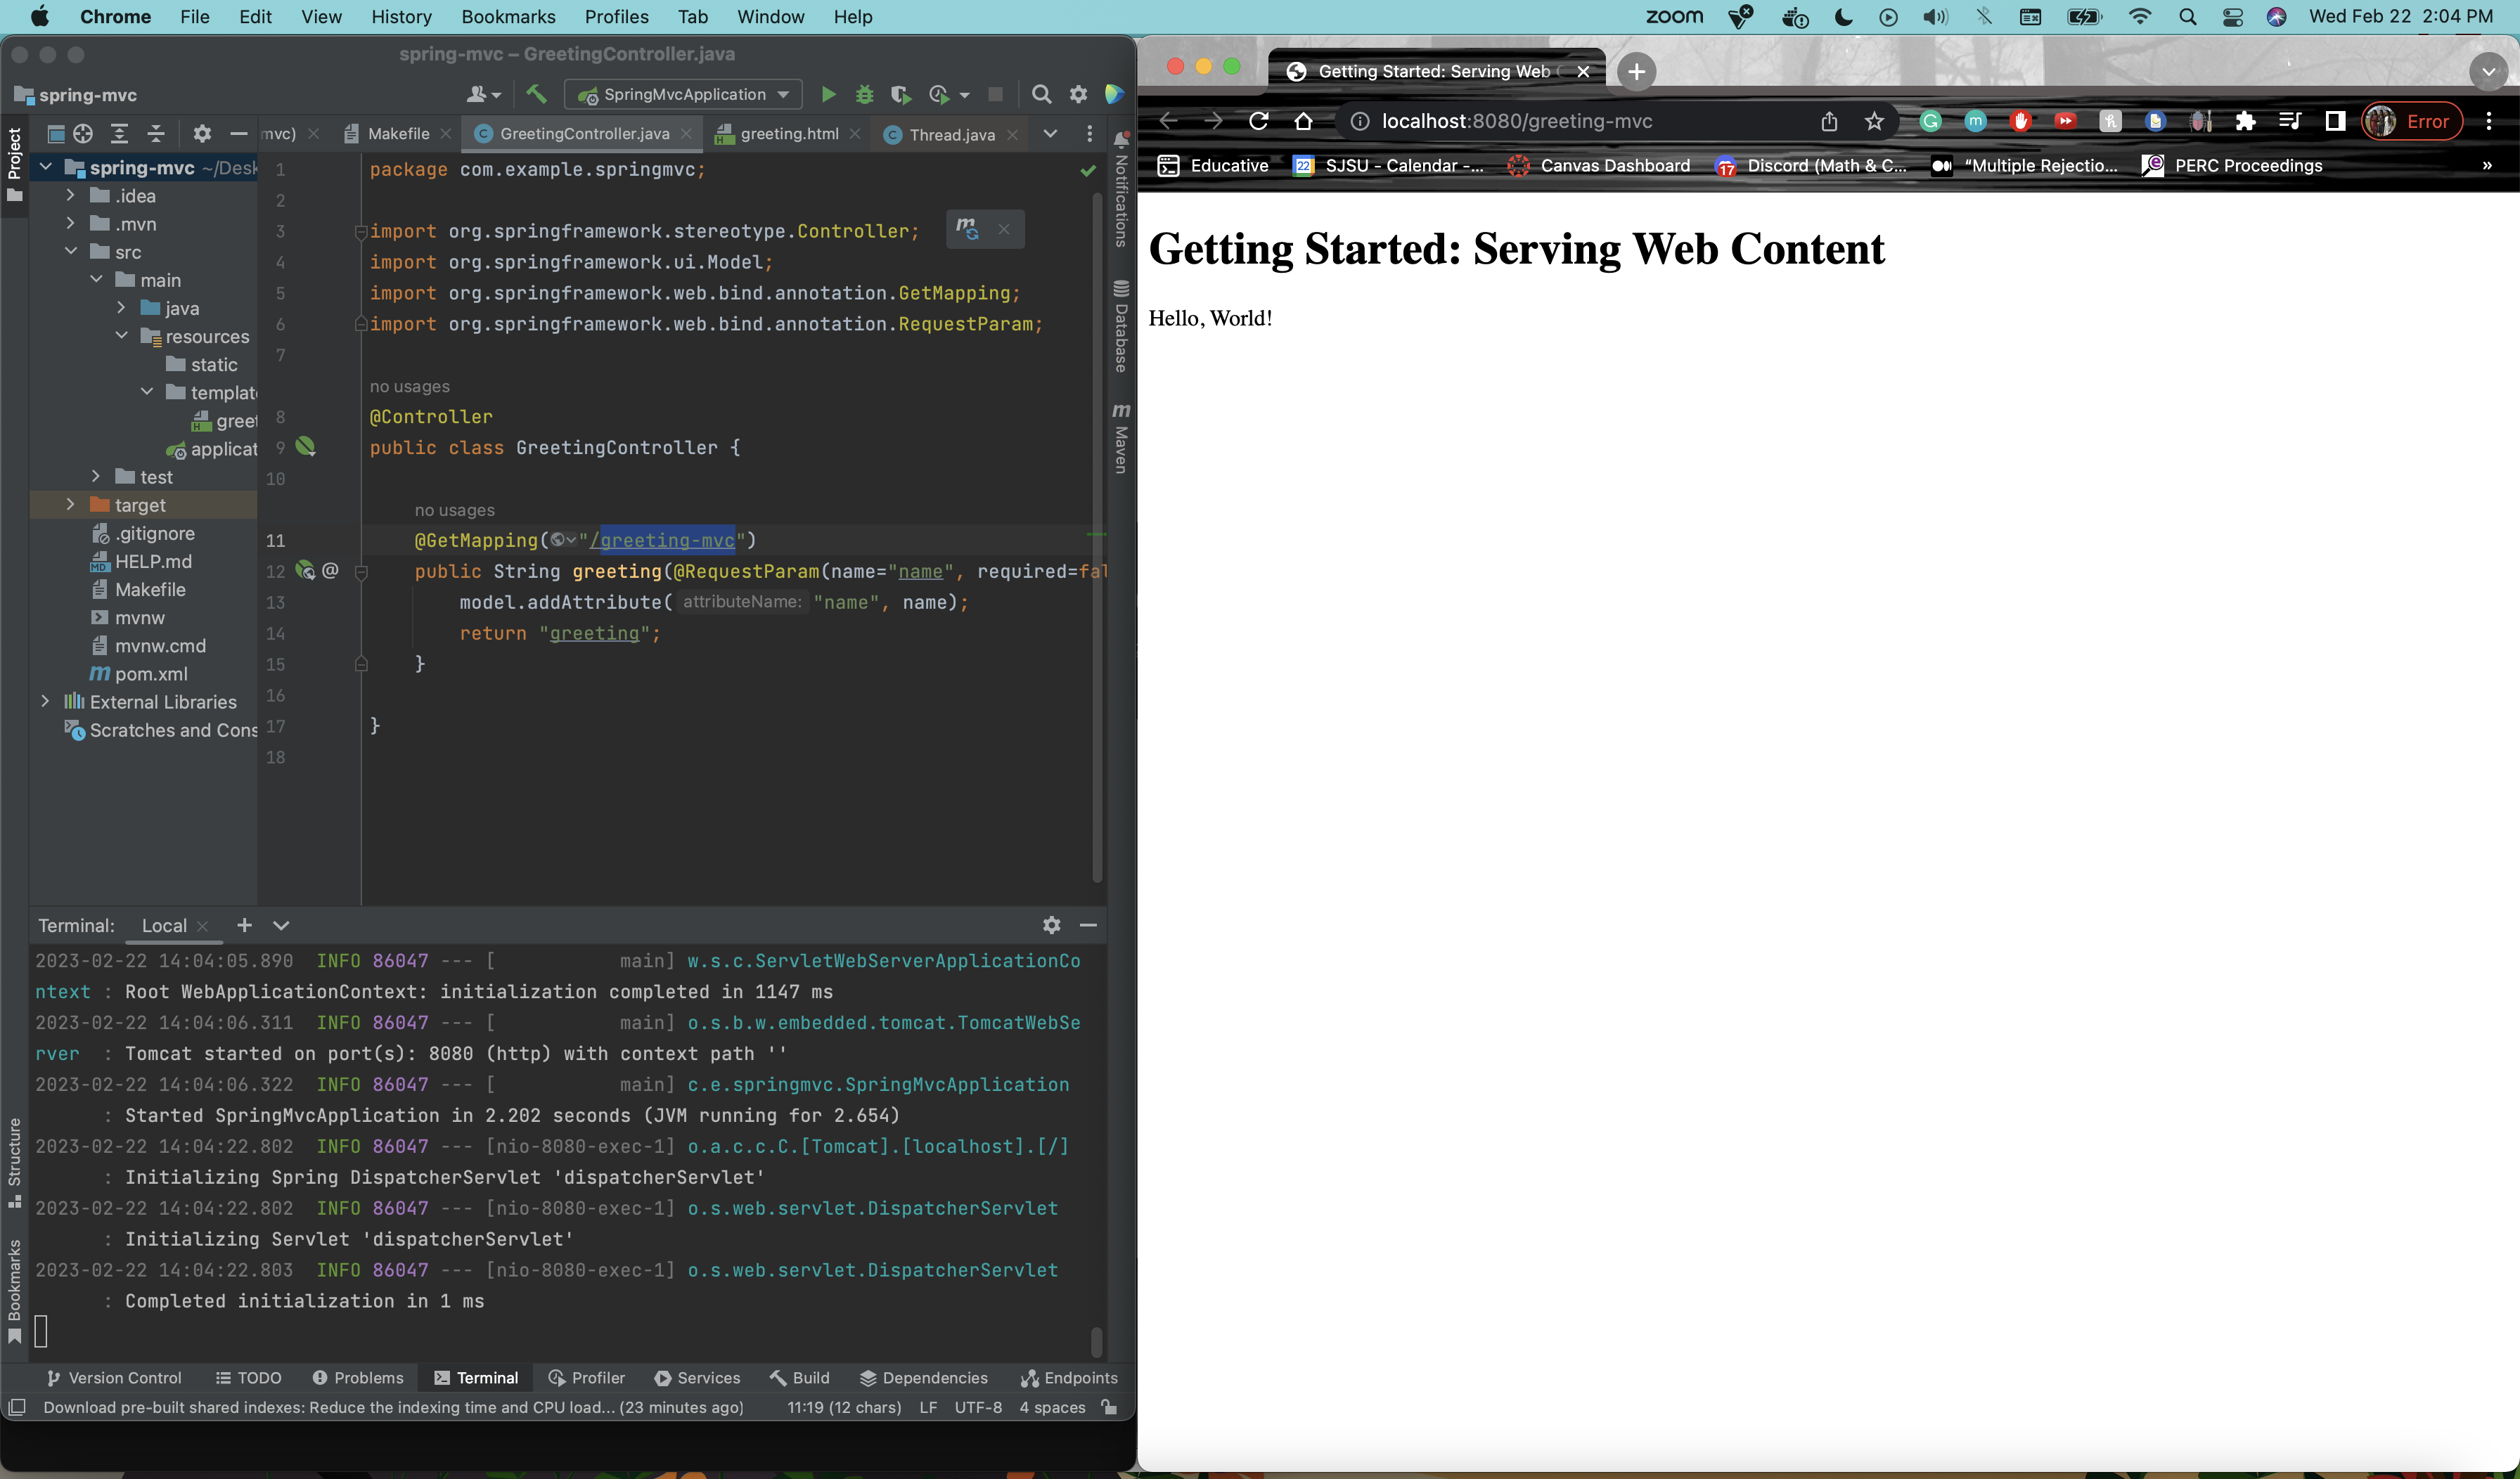 Chrome File Edit View History Bookmarks Profiles Tab Window Help
zoom Wed Feb 22 2:04 PM
spring-mvc – GreetingController.java
spring-mvc
SpringMvcApplication
mvc) Makefile GreetingController.java greeting.html Thread.java
Project
spring-mvc ~/Desk
.idea
.mvn
src
main
java
resources
static
templat
greet
applicat
test
target
.gitignore
HELP.md
Makefile
mvnw
mvnw.cmd
pom.xml
External Libraries
Scratches and Cons
1 package com.example.springmvc;
2
3 import org.springframework.stereotype.Controller;
4 import org.springframework.ui.Model;
5 import org.springframework.web.bind.annotation.GetMapping;
6 import org.springframework.web.bind.annotation.RequestParam;
7
no usages
8 @Controller
9 public class GreetingController {
10
no usages
11 @GetMapping("/greeting-mvc")
12 public String greeting(@RequestParam(name="name", required=fal
13 model.addAttribute( attributeName: "name", name);
14 return "greeting";
15 }
16
17 }
18
Notifications
Database
Maven
Terminal: Local
2023-02-22 14:04:05.890 INFO 86047 --- [ main] w.s.c.ServletWebServerApplicationCo
ntext : Root WebApplicationContext: initialization completed in 1147 ms
2023-02-22 14:04:06.311 INFO 86047 --- [ main] o.s.b.w.embedded.tomcat.TomcatWebSe
rver : Tomcat started on port(s): 8080 (http) with context path ''
2023-02-22 14:04:06.322 INFO 86047 --- [ main] c.e.springmvc.SpringMvcApplication
: Started SpringMvcApplication in 2.202 seconds (JVM running for 2.654)
2023-02-22 14:04:22.802 INFO 86047 --- [nio-8080-exec-1] o.a.c.c.C.[Tomcat].[localhost].[/]
: Initializing Spring DispatcherServlet 'dispatcherServlet'
2023-02-22 14:04:22.802 INFO 86047 --- [nio-8080-exec-1] o.s.web.servlet.DispatcherServlet
: Initializing Servlet 'dispatcherServlet'
2023-02-22 14:04:22.803 INFO 86047 --- [nio-8080-exec-1] o.s.web.servlet.DispatcherServlet
: Completed initialization in 1 ms
Structure
Bookmarks
Version Control TODO Problems Terminal Profiler Services Build Dependencies Endpoints
Download pre-built shared indexes: Reduce the indexing time and CPU load... (23 minutes ago) 11:19 (12 chars) LF UTF-8 4 spaces
Getting Started: Serving Web C
localhost:8080/greeting-mvc
Error
Educative 22 SJSU - Calendar -... Canvas Dashboard 17 Discord (Math & C... “Multiple Rejectio... PERC Proceedings »
Getting Started: Serving Web Content
Hello, World!